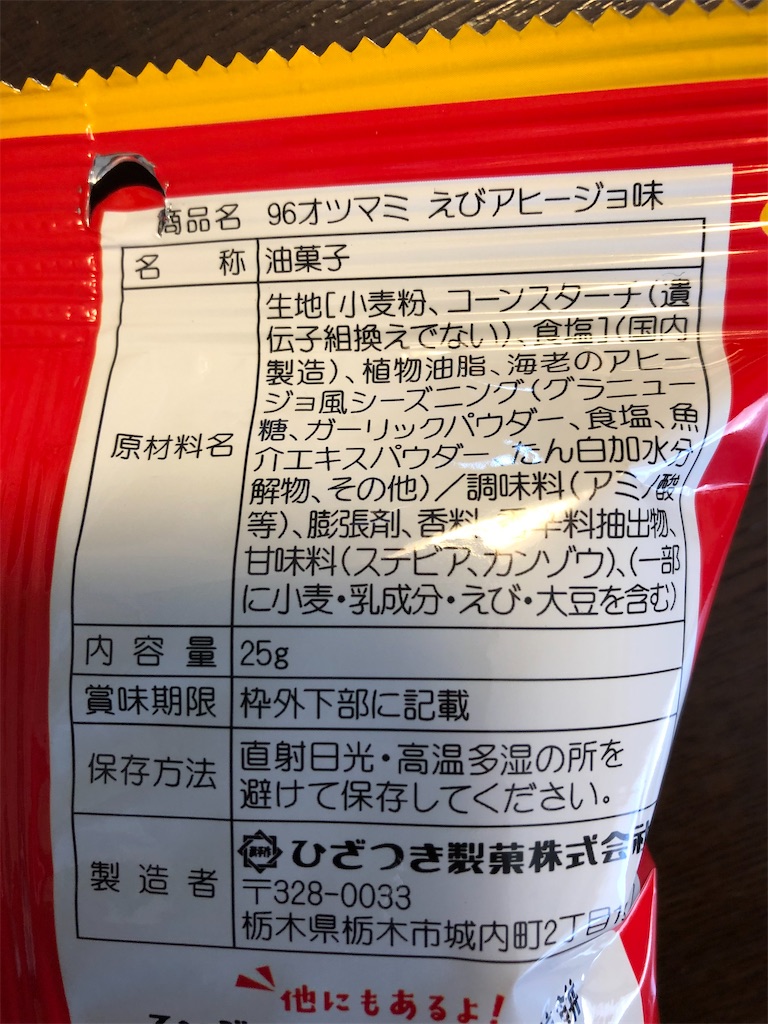 商品名 96オツマミ えびアヒージョ味
名 称 油菓子
原材料名
生地[小麦粉、コーンスターチ(遺
伝子組換えでない)、食塩](国内
製造)、植物油脂、海老のアヒー
ジョ風シーズニング(グラニュー
糖、ガーリックパウダー、食塩、魚
介エキスパウダー、たん白加水分
解物、その他)/調味料(アミノ酸
等)、膨張剤、香料、 料抽出物、
甘味料(ステビア、カンゾウ)、(一部
に小麦・乳成分・えび・大豆を含む)
内 容 量 25g
賞味期限 枠外下部に記載
保存方法 直射日光・高温多湿の所を
避けて保存してください。
製 造 者 ひざつき製菓株式会社
〒328-0033
栃木県栃木市城内町2丁目
他にもあるよ!